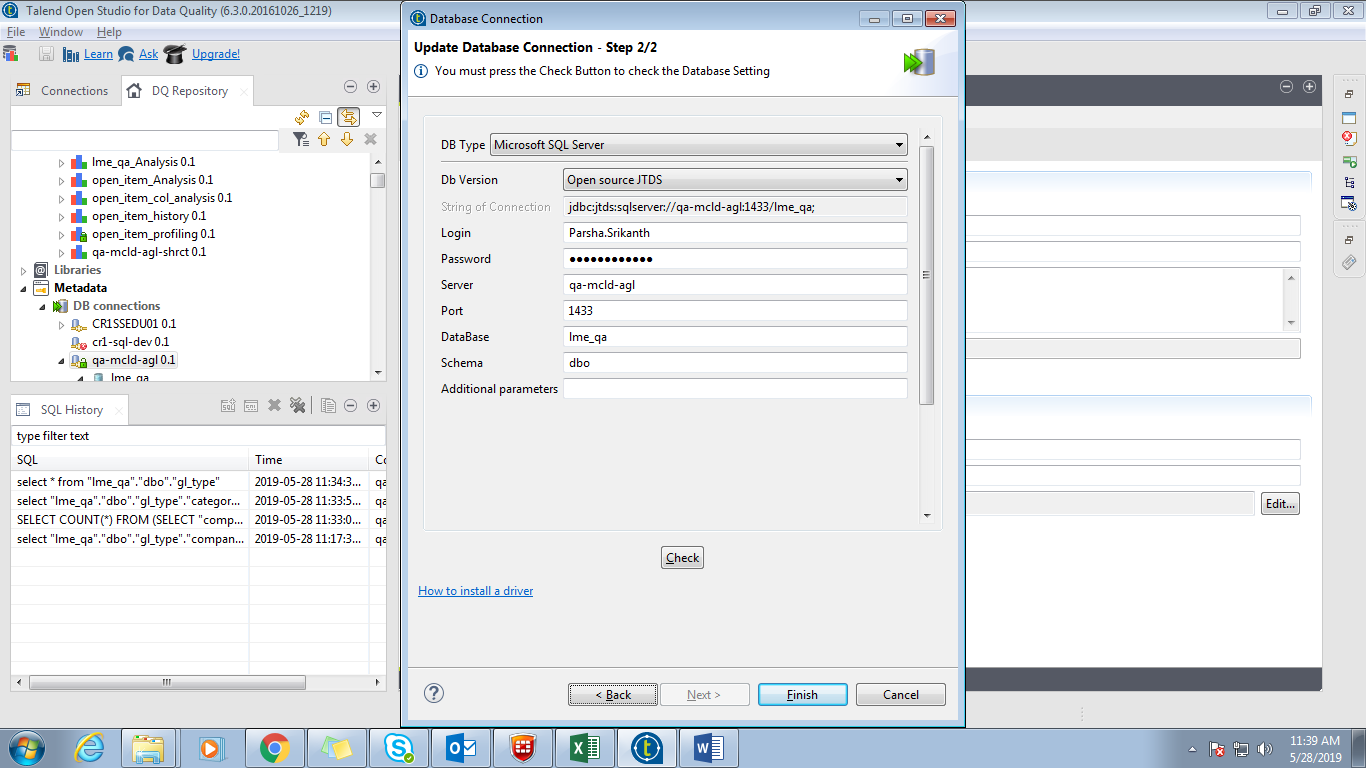 Talend Open Studio for Data Quality (6.3.0.20161026_1219)
File Window Help
Learn Ask Upgrade!
Connections DQ Repository
lme_qa_Analysis 0.1
open_item_Analysis 0.1
open_item_col_analysis 0.1
open_item_history 0.1
open_item_profiling 0.1
qa-mcld-agl-shrct 0.1
Libraries
Metadata
DB connections
CR1SSEDU01 0.1
cr1-sql-dev 0.1
qa-mcld-agl 0.1
lme_qa
SQL History
type filter text
SQL Time Co
select * from "lme_qa"."dbo"."gl_type" 2019-05-28 11:34:3... qa
select "lme_qa"."dbo"."gl_type"."categor... 2019-05-28 11:33:5... qa
SELECT COUNT(*) FROM (SELECT "comp... 2019-05-28 11:33:0... qa
select "lme_qa"."dbo"."gl_type"."compan... 2019-05-28 11:17:3... qa
Database Connection
Update Database Connection - Step 2/2
You must press the Check Button to check the Database Setting
DB Type Microsoft SQL Server
Db Version Open source JTDS
String of Connection jdbc:jtds:sqlserver://qa-mcld-agl:1433/lme_qa;
Login Parsha.Srikanth
Password ●●●●●●●●●●●●
Server qa-mcld-agl
Port 1433
DataBase lme_qa
Schema dbo
Additional parameters
Check
How to install a driver
< Back Next > Finish Cancel
Edit...
11:39 AM
5/28/2019